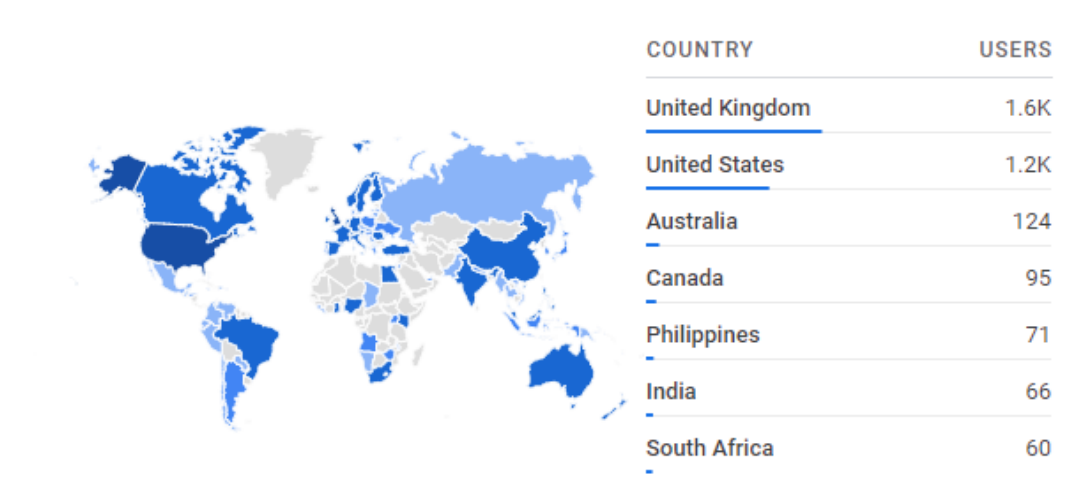 COUNTRY USERS
United Kingdom 1.6K
United States 1.2K
Australia 124
Canada 95
Philippines 71
India 66
South Africa 60